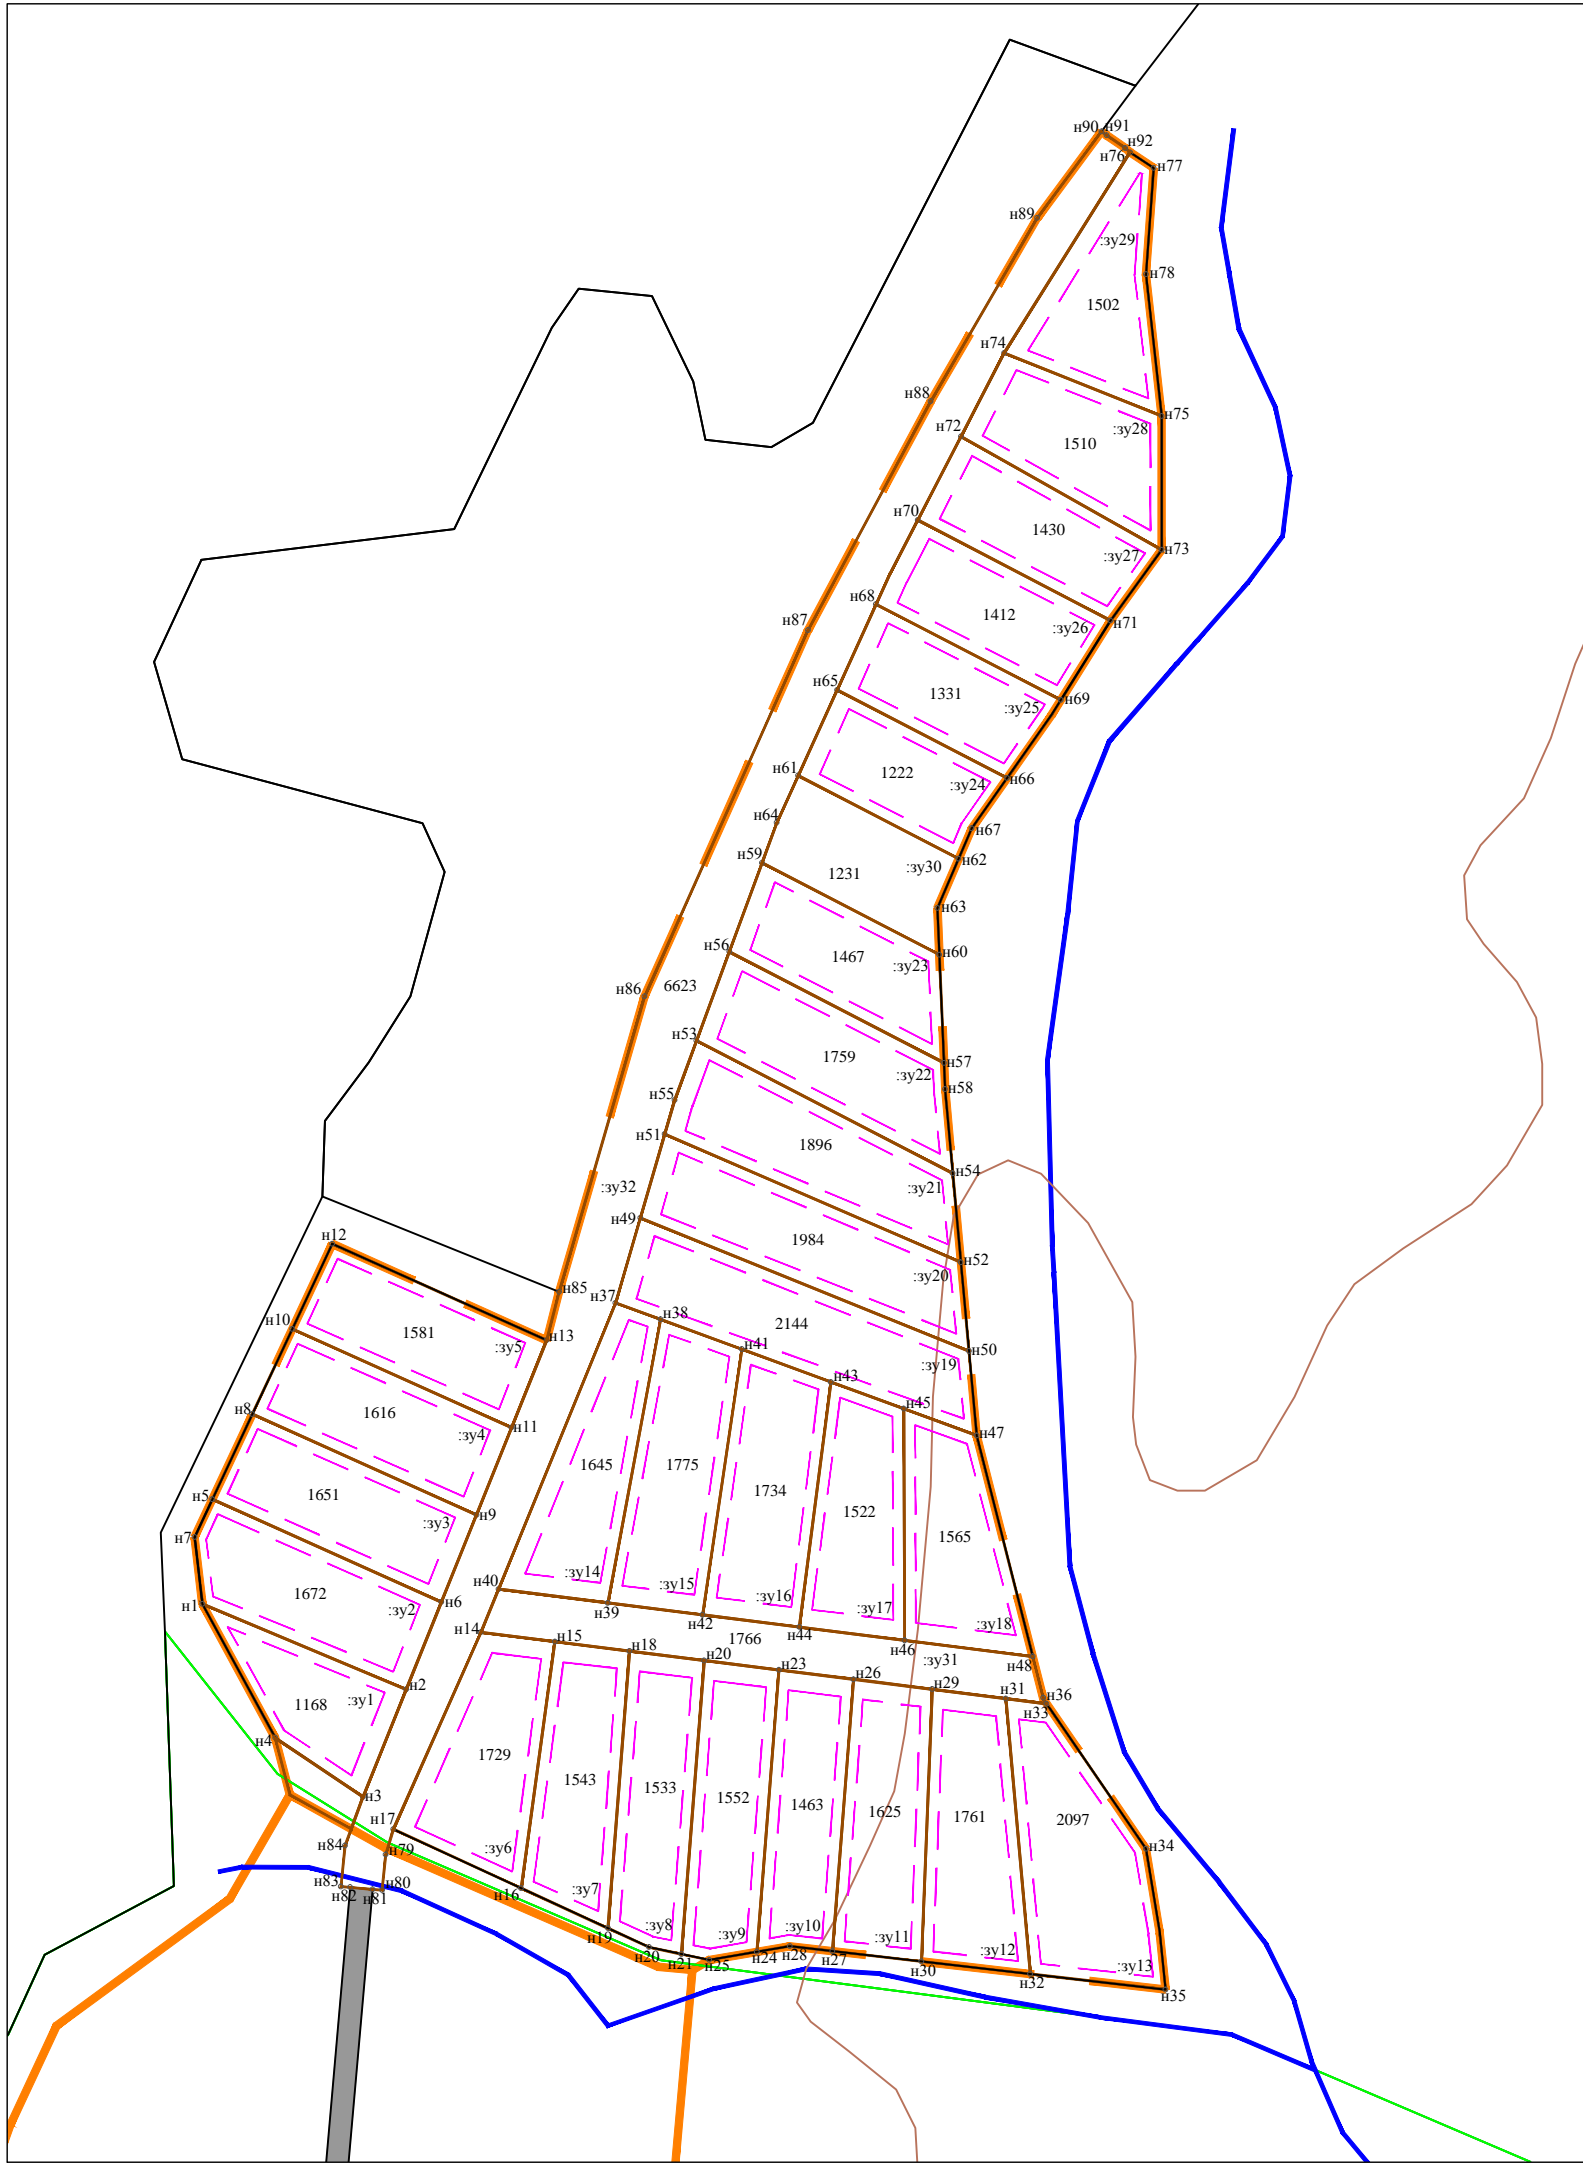 н90
н91
н92
н76
н77
н89
:зу29
н78
1502
н74
н88
н75
:зу28
н72
1510
н70
1430
н73
:зу27
н68
1412
н87
н71
:зу26
н65
1331
н69
:зу25
н61
1222
н66
:зу24
н64
н67
н59
н62
:зу30
1231
н63
н56
1467
н60
:зу23
н86
6623
н53
1759
н57
:зу22
н58
н55
н51
1896
н54
:зу21
:зу32
н49
н12
1984
н52
:зу20
н85
н37
н10
н38
2144
1581
н13
:зу5
н41
н50
:зу19
н43
н8
1616
н45
н11
:зу4
н47
1645
1775
1734
н5
1651
1522
н9
:зу3
1565
н7
н40
:зу14
:зу15
1672
н1
н6
:зу2
н39
:зу16
:зу17
н42
н14
н44
:зу18
н15
1766
н46
н18
:зу31
н20
н48
н23
н2
1168
:зу1
н26
н29
н31
н36
н33
н4
1729
1543
1533
1552
1463
1625
1761
2097
н3
н17
н84
н79
:зу6
н34
н83
н82
н80
н81
н16
:зу7
:зу8
:зу9
:зу10
:зу11
:зу12
:зу13
н19
н20
н21
н25
н24
н28
н27
н30
н32
н35